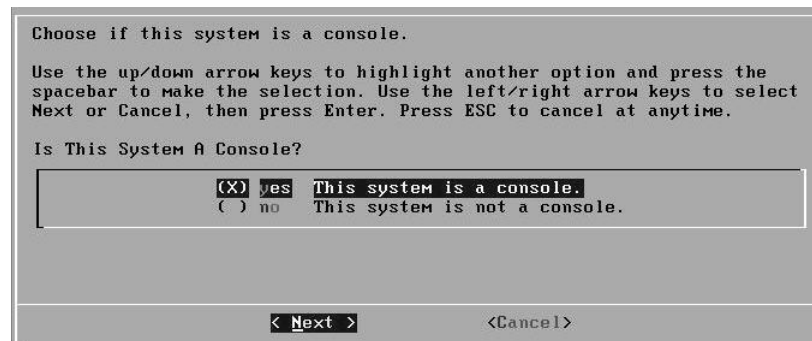 Choose if this system is a console.
Use the up/down arrow keys to highlight another option and press the
spacebar to make the selection. Use the left/right arrow keys to select
Next or Cancel, then press Enter. Press ESC to cancel at anytime.
Is This System A Console?
(X) yes This system is a console.
( ) no This system is not a console.
< Next > <Cancel>